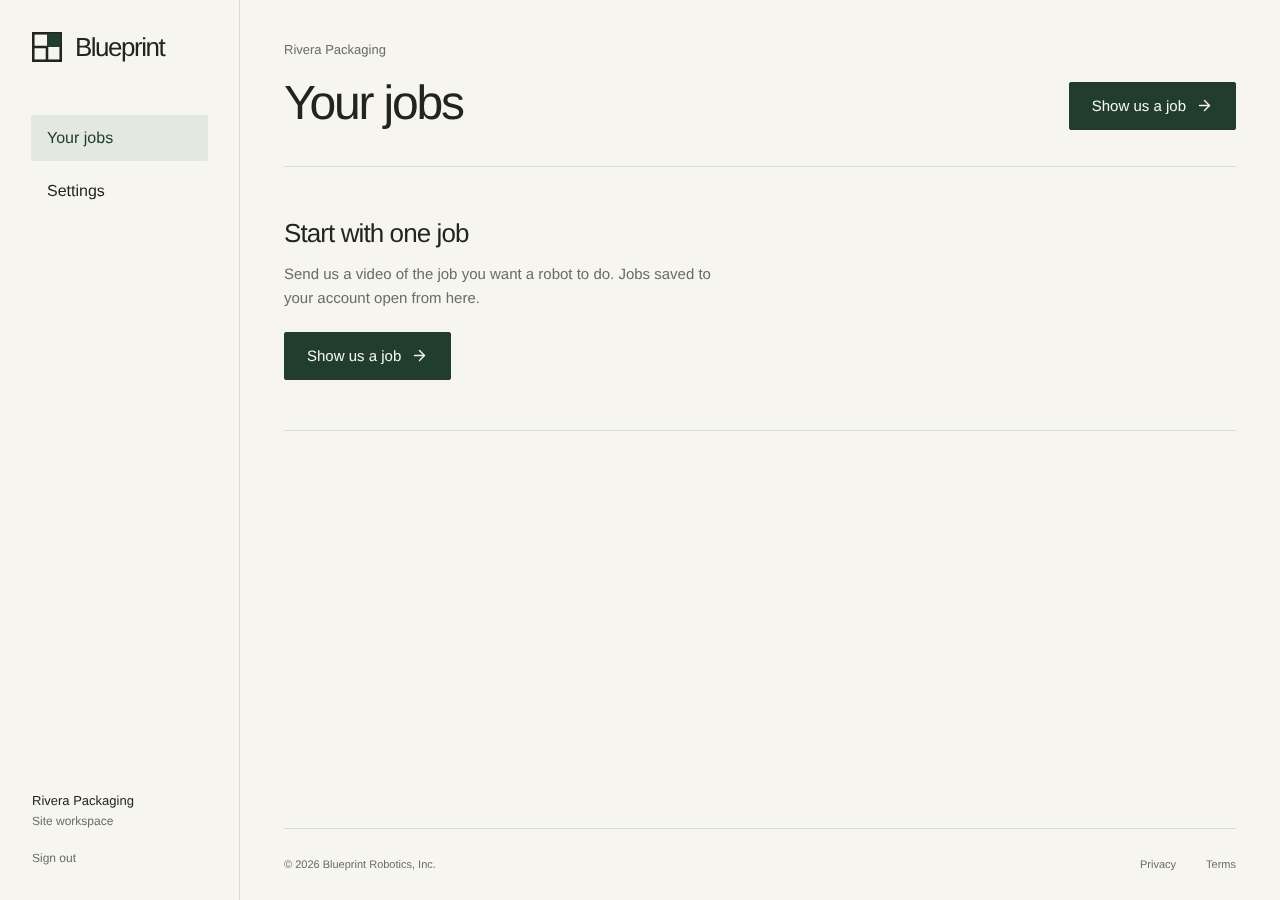 Blueprint
Your jobs
Settings
Rivera Packaging
Site workspace
Sign out
Rivera Packaging
Your jobs
Show us a job
Start with one job
Send us a video of the job you want a robot to do. Jobs saved to
your account open from here.
Show us a job
© 2026 Blueprint Robotics, Inc.
Privacy
Terms